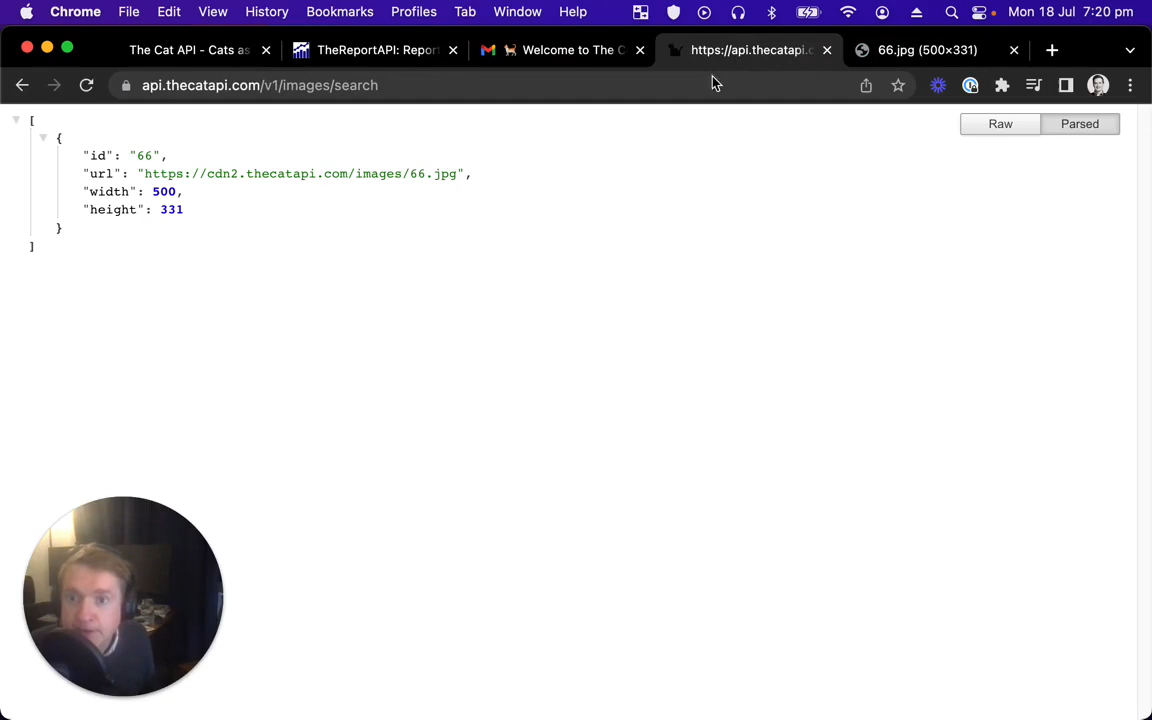 Chrome File Edit View History Bookmarks Profiles Tab Window Help Mon 18 Jul 7:20 pm
The Cat API - Cats as TheReportAPI: Repor Welcome to The C https://api.thecatapi.c 66.jpg (500×331)
api.thecatapi.com/v1/images/search
Raw Parsed
[
{
"id": "66",
"url": "https://cdn2.thecatapi.com/images/66.jpg",
"width": 500,
"height": 331
}
]